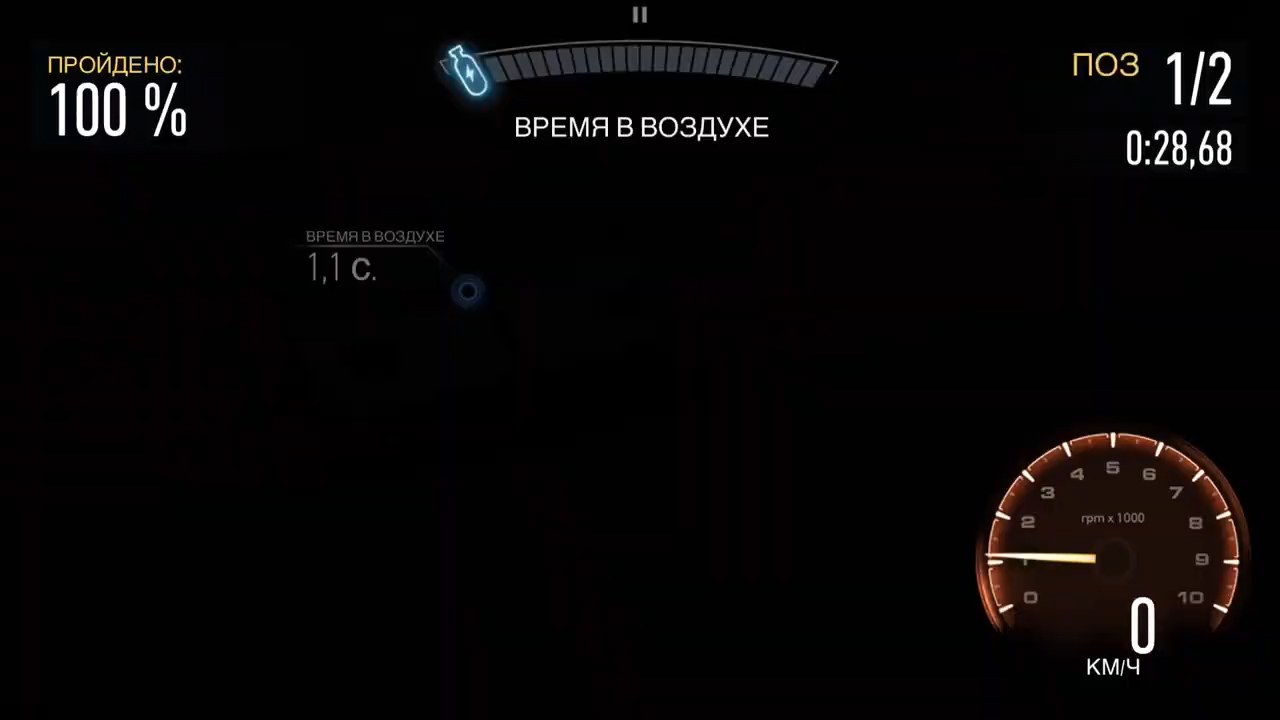 ПРОЙДЕНО:
100 %
ВРЕМЯ В ВОЗДУХЕ
ПОЗ 1/2
0:28,68
ВРЕМЯ В ВОЗДУХЕ
1,1 С.
0 1 2 3 4 5 6 7 8 9 10
rpm x 1000
0
КМ/Ч